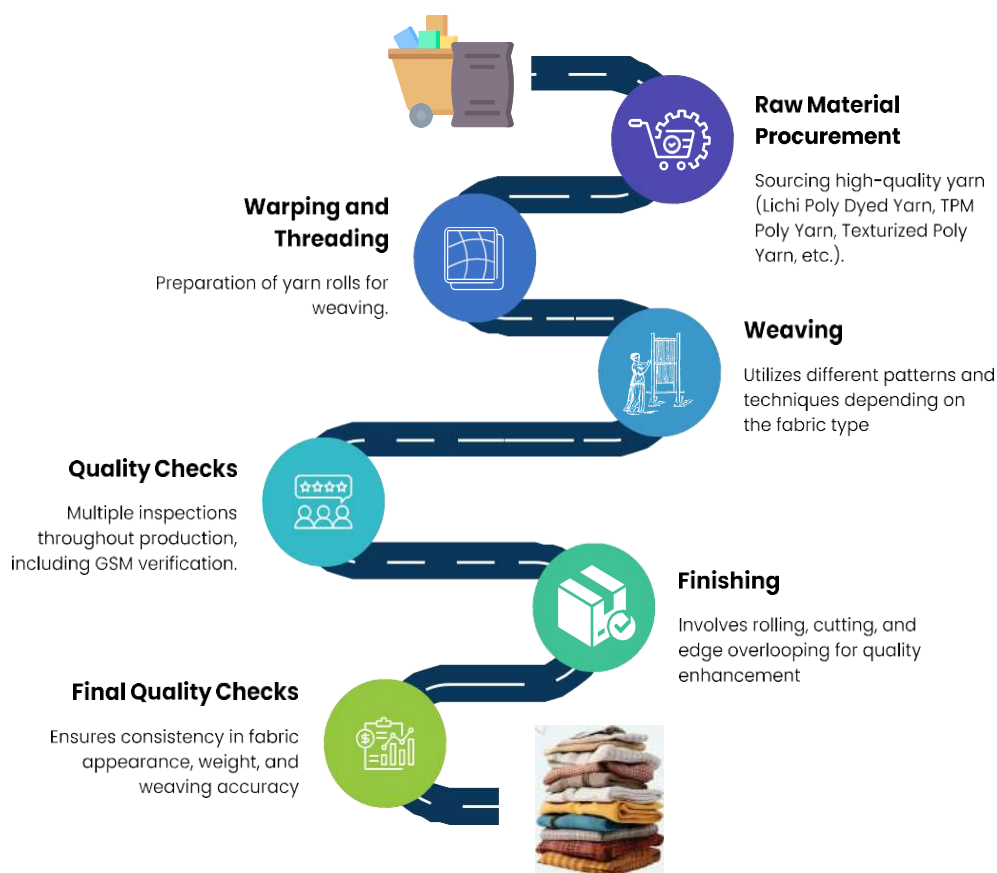 Raw Material
Procurement
Sourcing high-quality yarn
(Lichi Poly Dyed Yarn, TPM
Poly Yarn, Texturized Poly
Yarn, etc.).
Warping and
Threading
Preparation of yarn rolls for
weaving.
Weaving
Utilizes different patterns and
techniques depending on
the fabric type
Quality Checks
Multiple inspections
throughout production,
including GSM verification.
Finishing
Involves rolling, cutting, and
edge overlooping for quality
enhancement
Final Quality Checks
Ensures consistency in fabric
appearance, weight, and
weaving accuracy